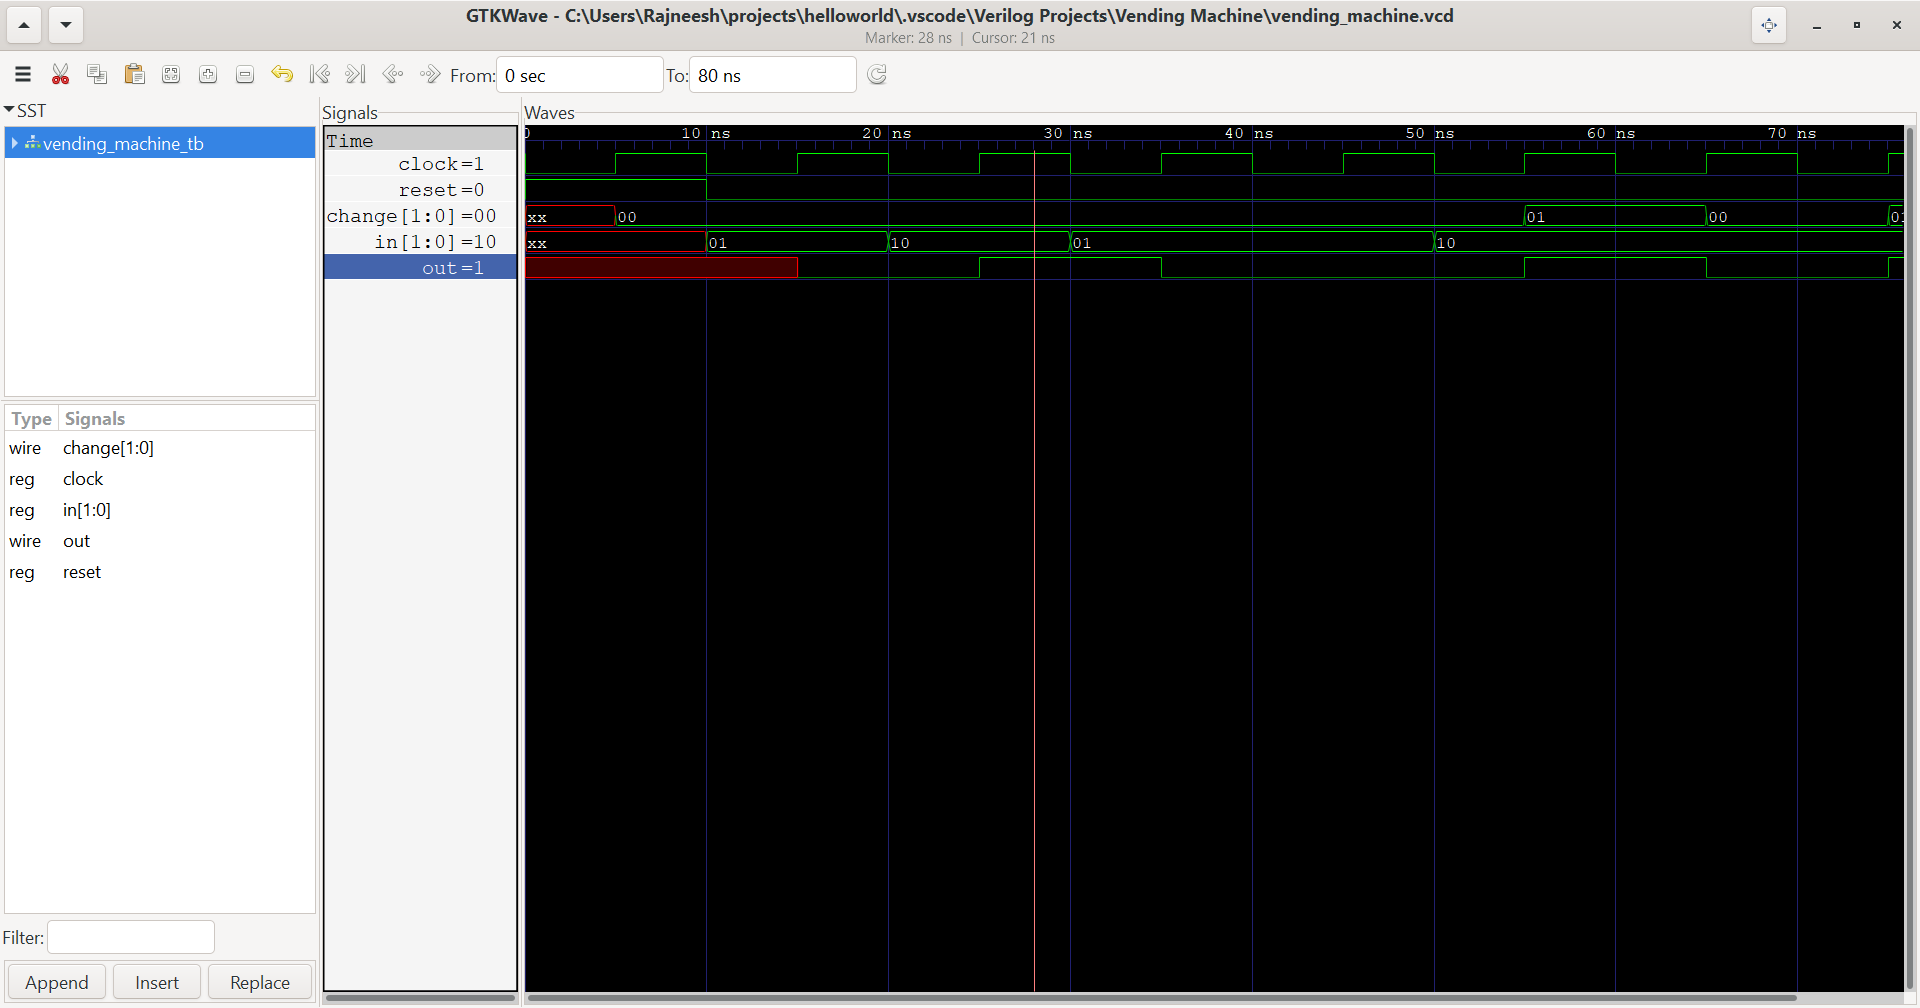 GTKWave - C:\Users\Rajneesh\projects\helloworld\.vscode\Verilog Projects\Vending Machine\vending_machine.vcd
Marker: 28 ns | Cursor: 21 ns
From: 0 sec To: 80 ns
SST
vending_machine_tb
Type Signals
wire change[1:0]
reg clock
reg in[1:0]
wire out
reg reset
Filter:
Append Insert Replace
Signals
Time
clock=1
reset=0
change[1:0]=00
in[1:0]=10
out=1
Waves
0 10 ns 20 ns 30 ns 40 ns 50 ns 60 ns 70 ns
xx 00 01 00 01
xx 01 10 01 10